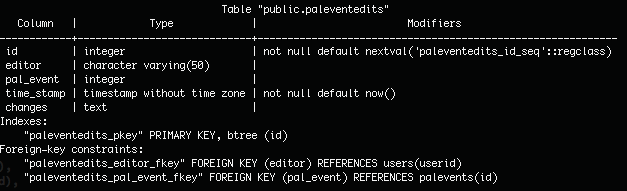 Table "public.paleventedits"
Column | Type | Modifiers
-----------+-----------------------------+------------------------------------------------------------
id | integer | not null default nextval('paleventedits_id_seq'::regclass)
editor | character varying(50) |
pal_event | integer |
time_stamp | timestamp without time zone | not null default now()
changes | text |
Indexes:
"paleventedits_pkey" PRIMARY KEY, btree (id)
Foreign-key constraints:
"paleventedits_editor_fkey" FOREIGN KEY (editor) REFERENCES users(userid)
"paleventedits_pal_event_fkey" FOREIGN KEY (pal_event) REFERENCES palevents(id)